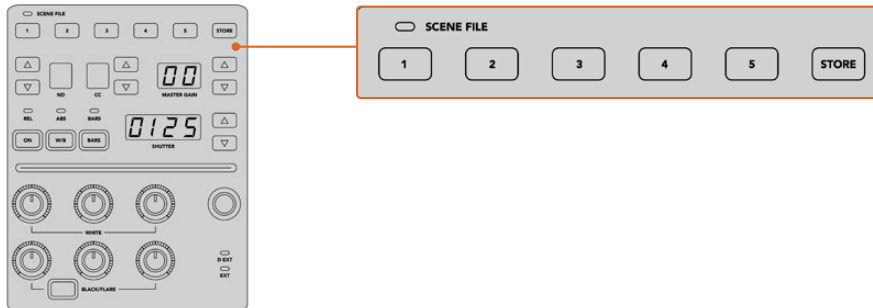 SCENE FILE
1 2 3 4 5 STORE
ND CC 00 MASTER GAIN
REL ABS BARS
ON W/B BARS 0125
SHUTTER
WHITE
D EXT
EXT
BLACK/FLARE
SCENE FILE
1 2 3 4 5 STORE